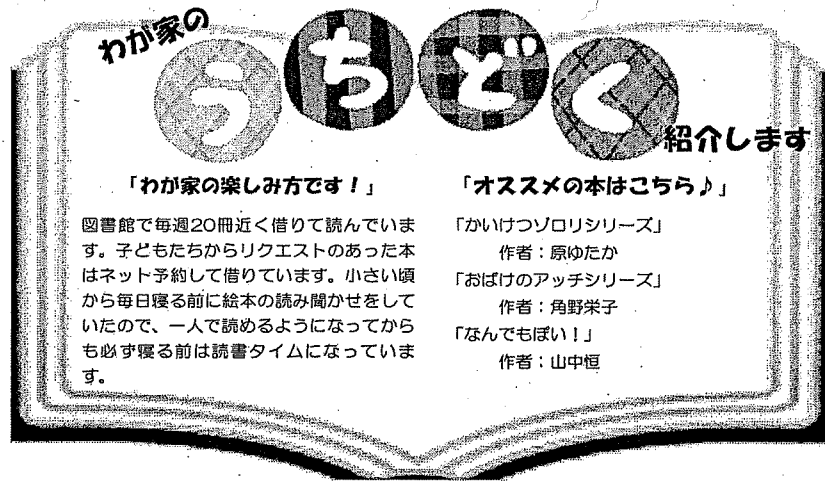 わが家の
うちどく
紹介します
「わが家の楽しみ方です！」
図書館で毎週20冊近く借りて読んでいま
す。子どもたちからリクエストのあった本
はネット予約して借りています。小さい頃
から毎日寝る前に絵本の読み聞かせをして
いたので、一人で読めるようになってから
も必ず寝る前は読書タイムになっていま
す。
「オススメの本はこちら♪」
「かいけつゾロリシリーズ」
作者：原ゆたか
「おばけのアッチシリーズ」
作者：角野栄子
「なんでもぽい！」
作者：山中恒